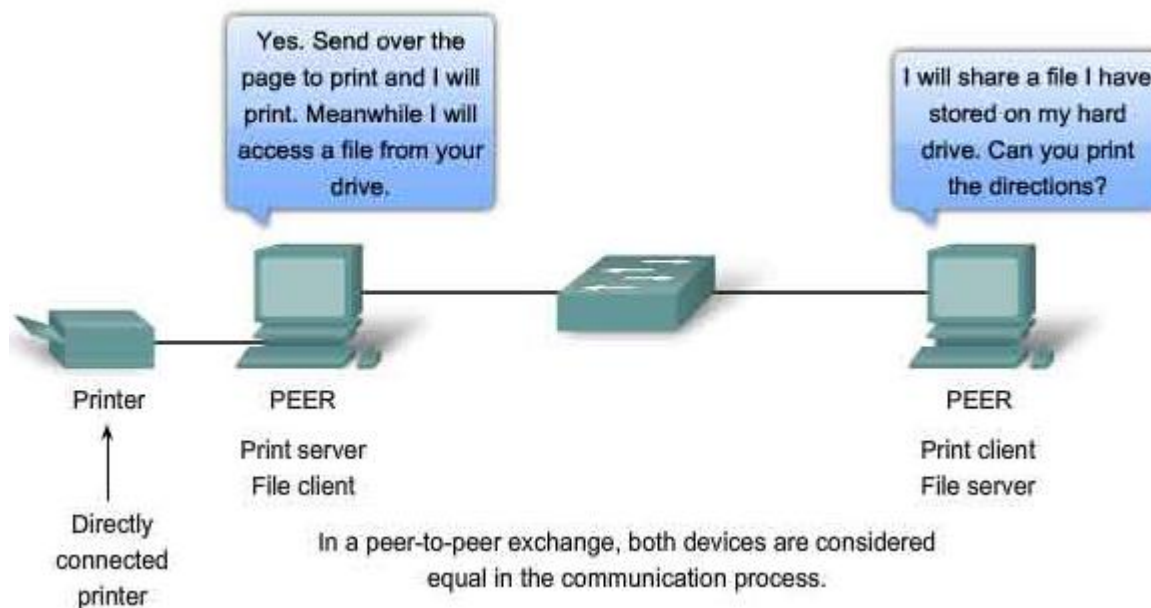 Yes. Send over the
page to print and I will
print. Meanwhile I will
access a file from your
drive.
I will share a file I have
stored on my hard
drive. Can you print
the directions?
Printer
PEER
PEER
Print server
File client
Print client
File server
Directly
connected
printer
In a peer-to-peer exchange, both devices are considered
equal in the communication process.